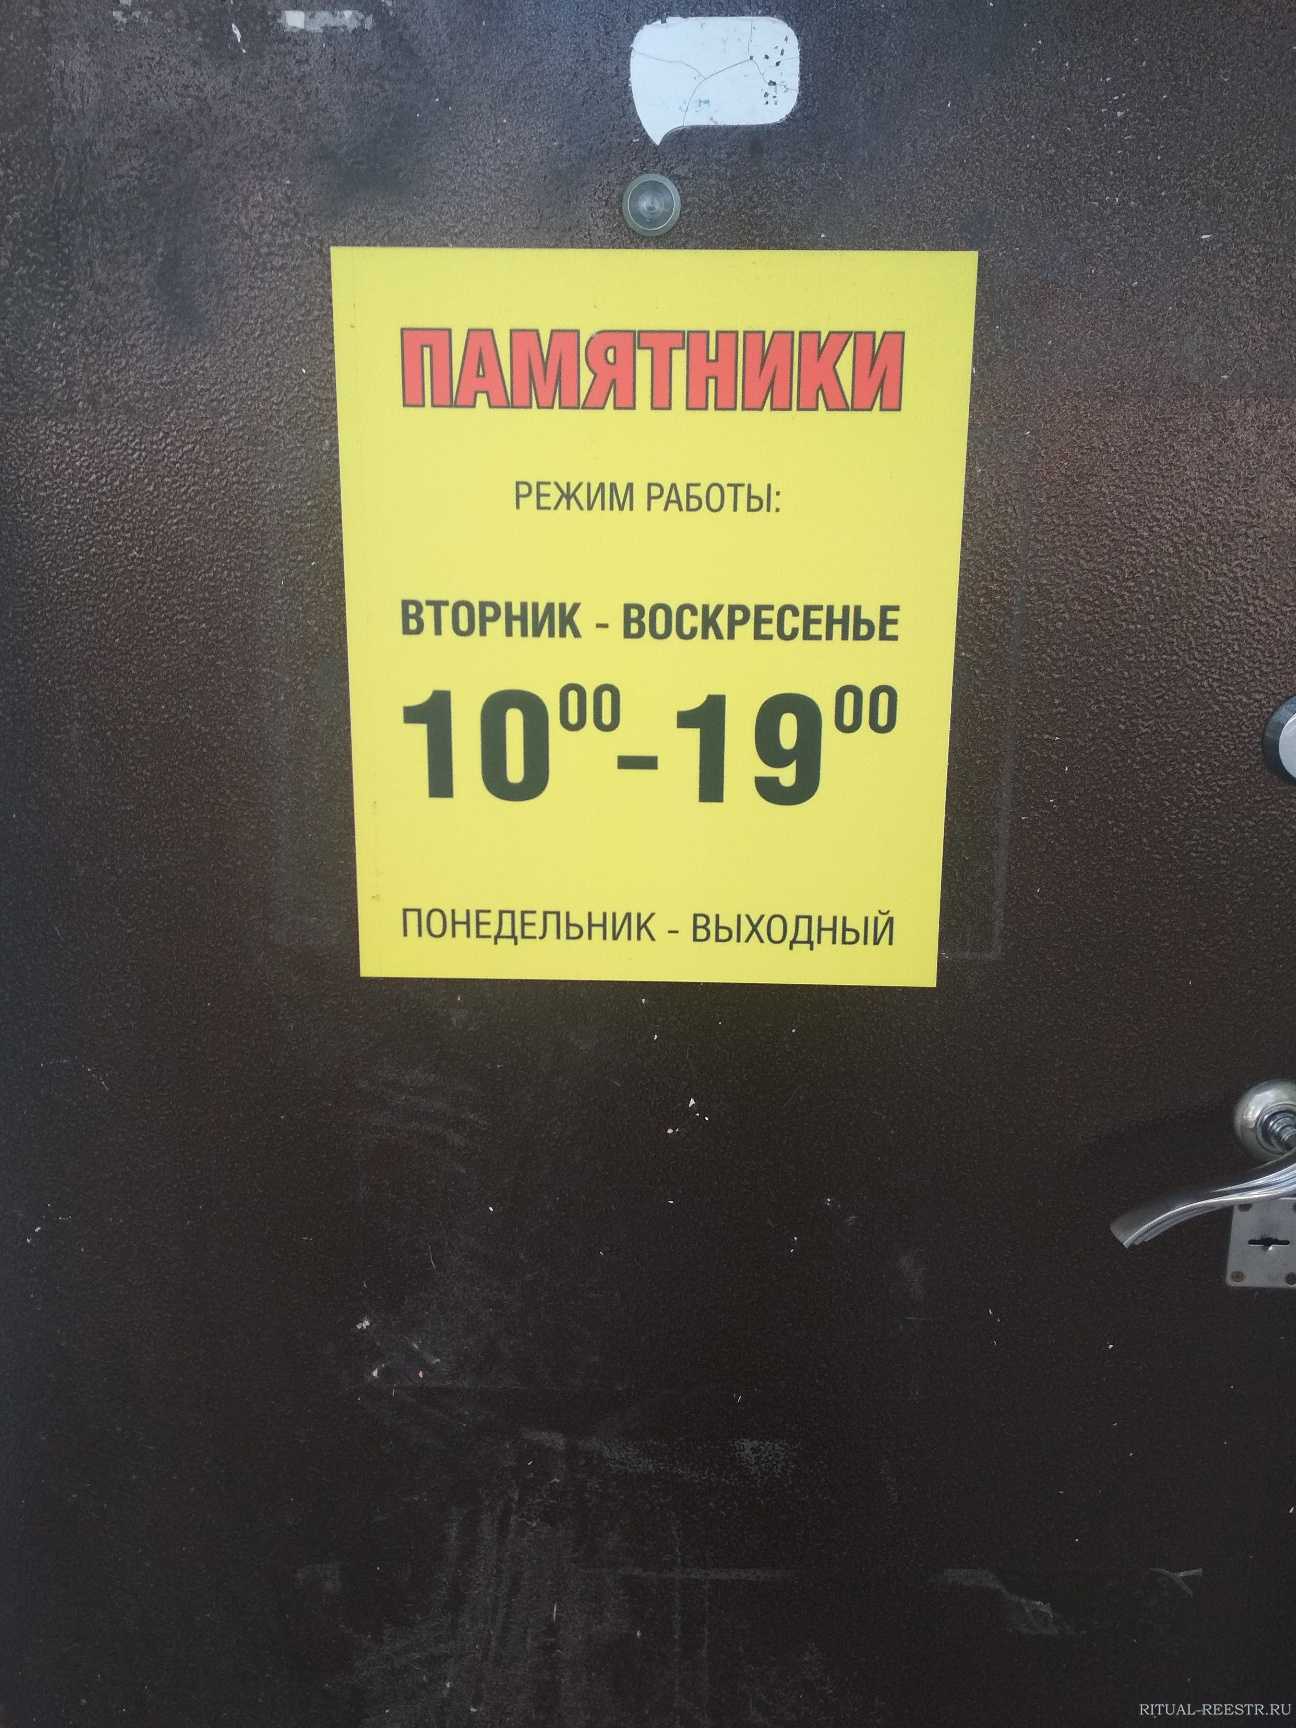 ПАМЯТНИКИ
РЕЖИМ РАБОТЫ:
ВТОРНИК - ВОСКРЕСЕНЬЕ
10⁰⁰-19⁰⁰
ПОНЕДЕЛЬНИК - ВЫХОДНЫЙ
RITUAL-REESTR.RU